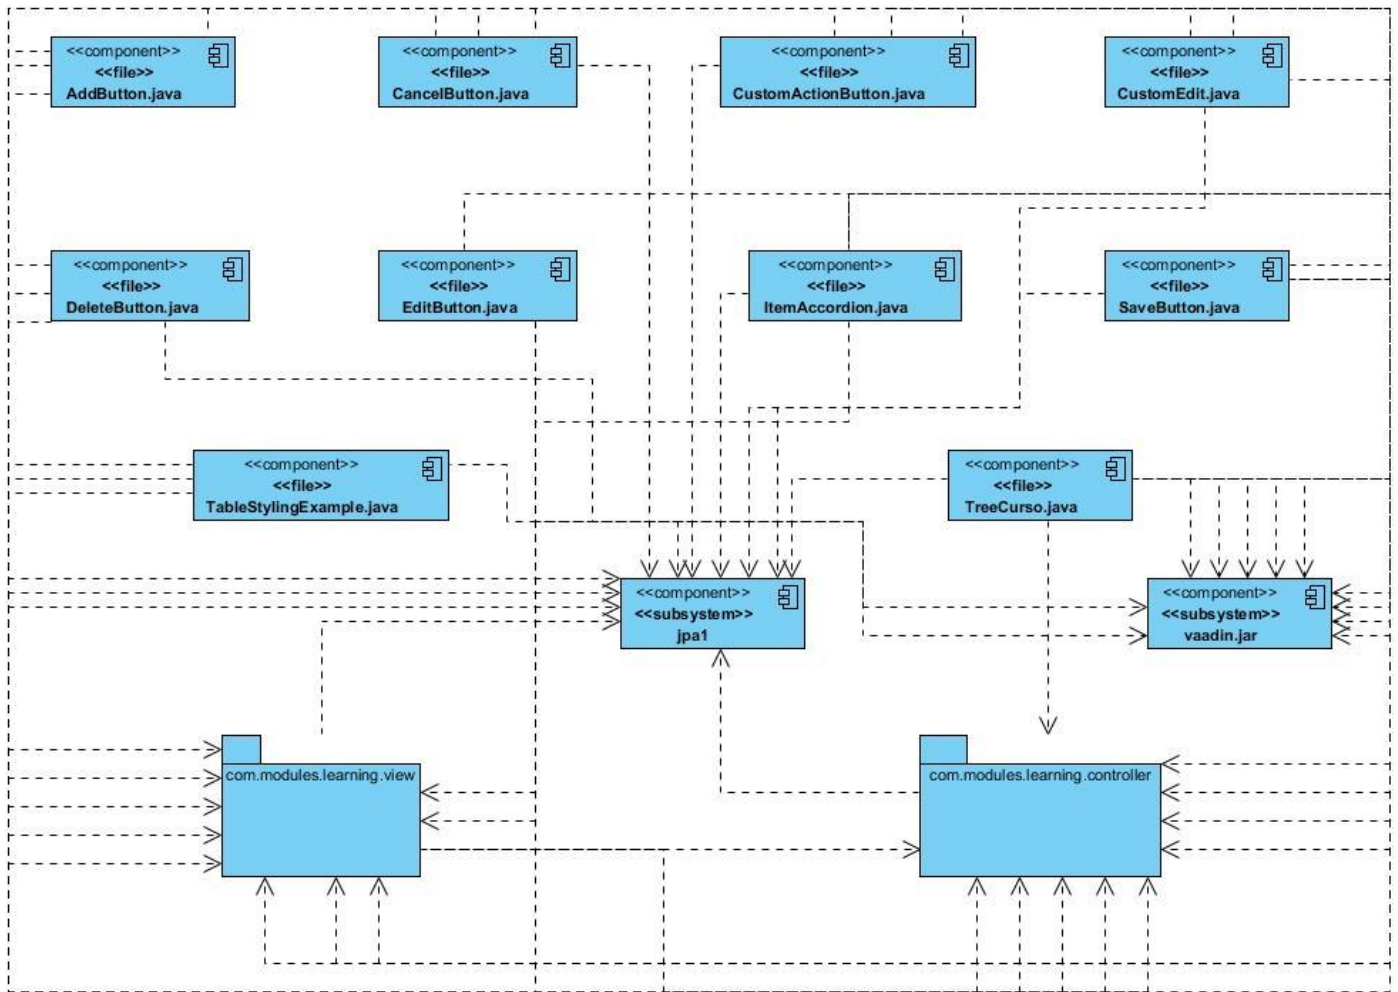 <<component>>
<<file>>
AddButton.java
<<component>>
<<file>>
CancelButton.java
<<component>>
<<file>>
CustomActionButton.java
<<component>>
<<file>>
CustomEdit.java
<<component>>
<<file>>
DeleteButton.java
<<component>>
<<file>>
EditButton.java
<<component>>
<<file>>
ItemAccordion.java
<<component>>
<<file>>
SaveButton.java
<<component>>
<<file>>
TableStylingExample.java
<<component>>
<<file>>
TreeCurso.java
<<component>>
<<subsystem>>
jpa1
<<component>>
<<subsystem>>
vaadin.jar
com.modules.learning.view
com.modules.learning.controller